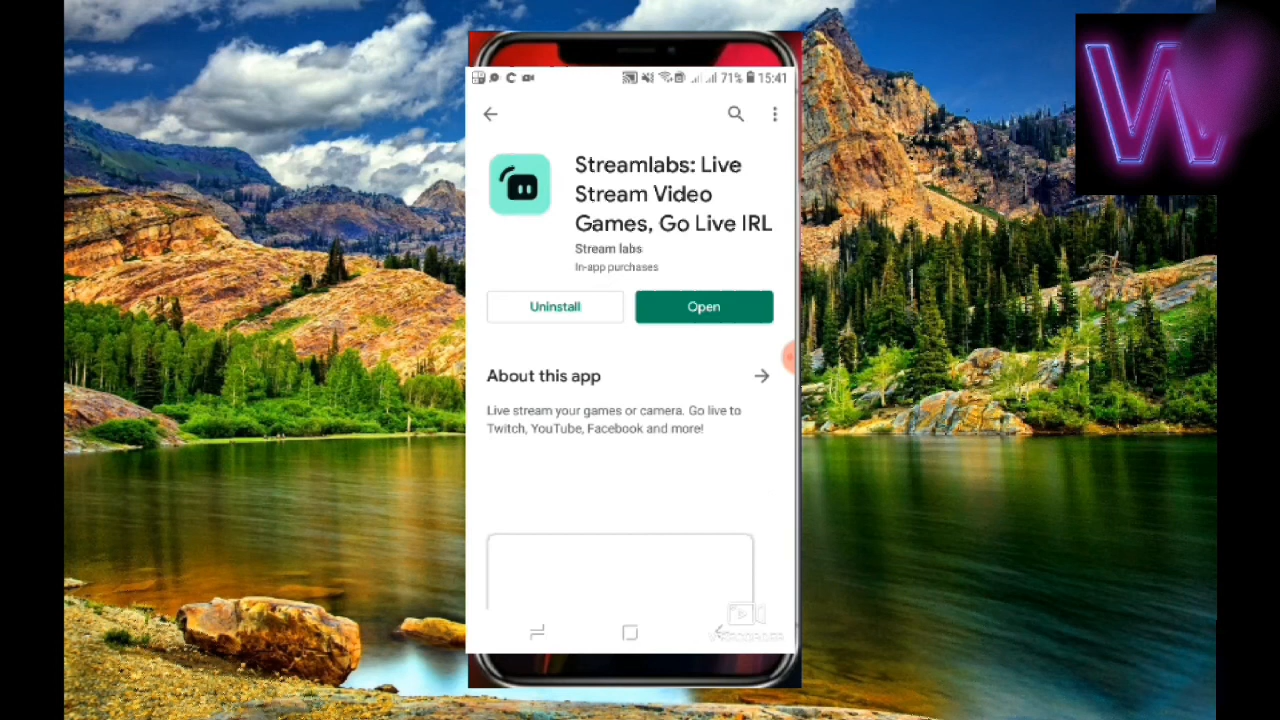 71% 15:41
W
Streamlabs: Live
Stream Video
Games, Go Live IRL
Stream labs
In-app purchases
Uninstall
Open
About this app
Live stream your games or camera. Go live to
Twitch, YouTube, Facebook and more!